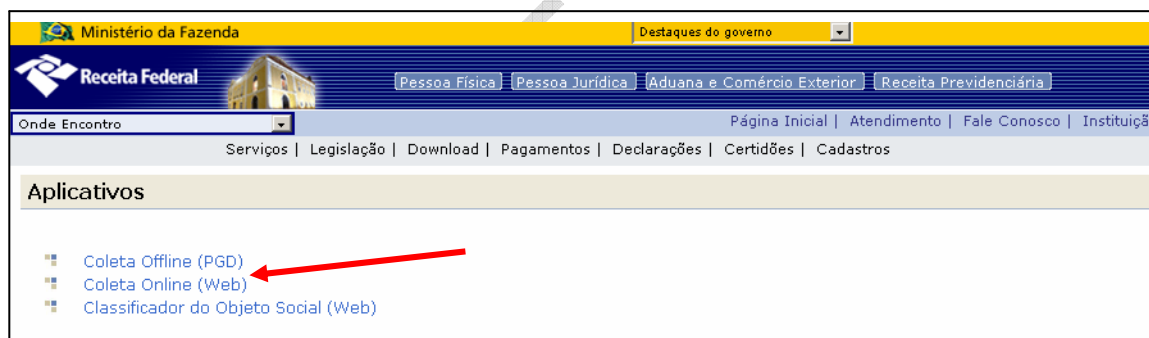 Ministério da Fazenda Destaques do governo
Receita Federal Pessoa Física Pessoa Jurídica Aduana e Comércio Exterior Receita Previdenciária
Onde Encontro Página Inicial | Atendimento | Fale Conosco | Instituiçã
Serviços | Legislação | Download | Pagamentos | Declarações | Certidões | Cadastros
Aplicativos
Coleta Offline (PGD)
Coleta Online (Web)
Classificador do Objeto Social (Web)